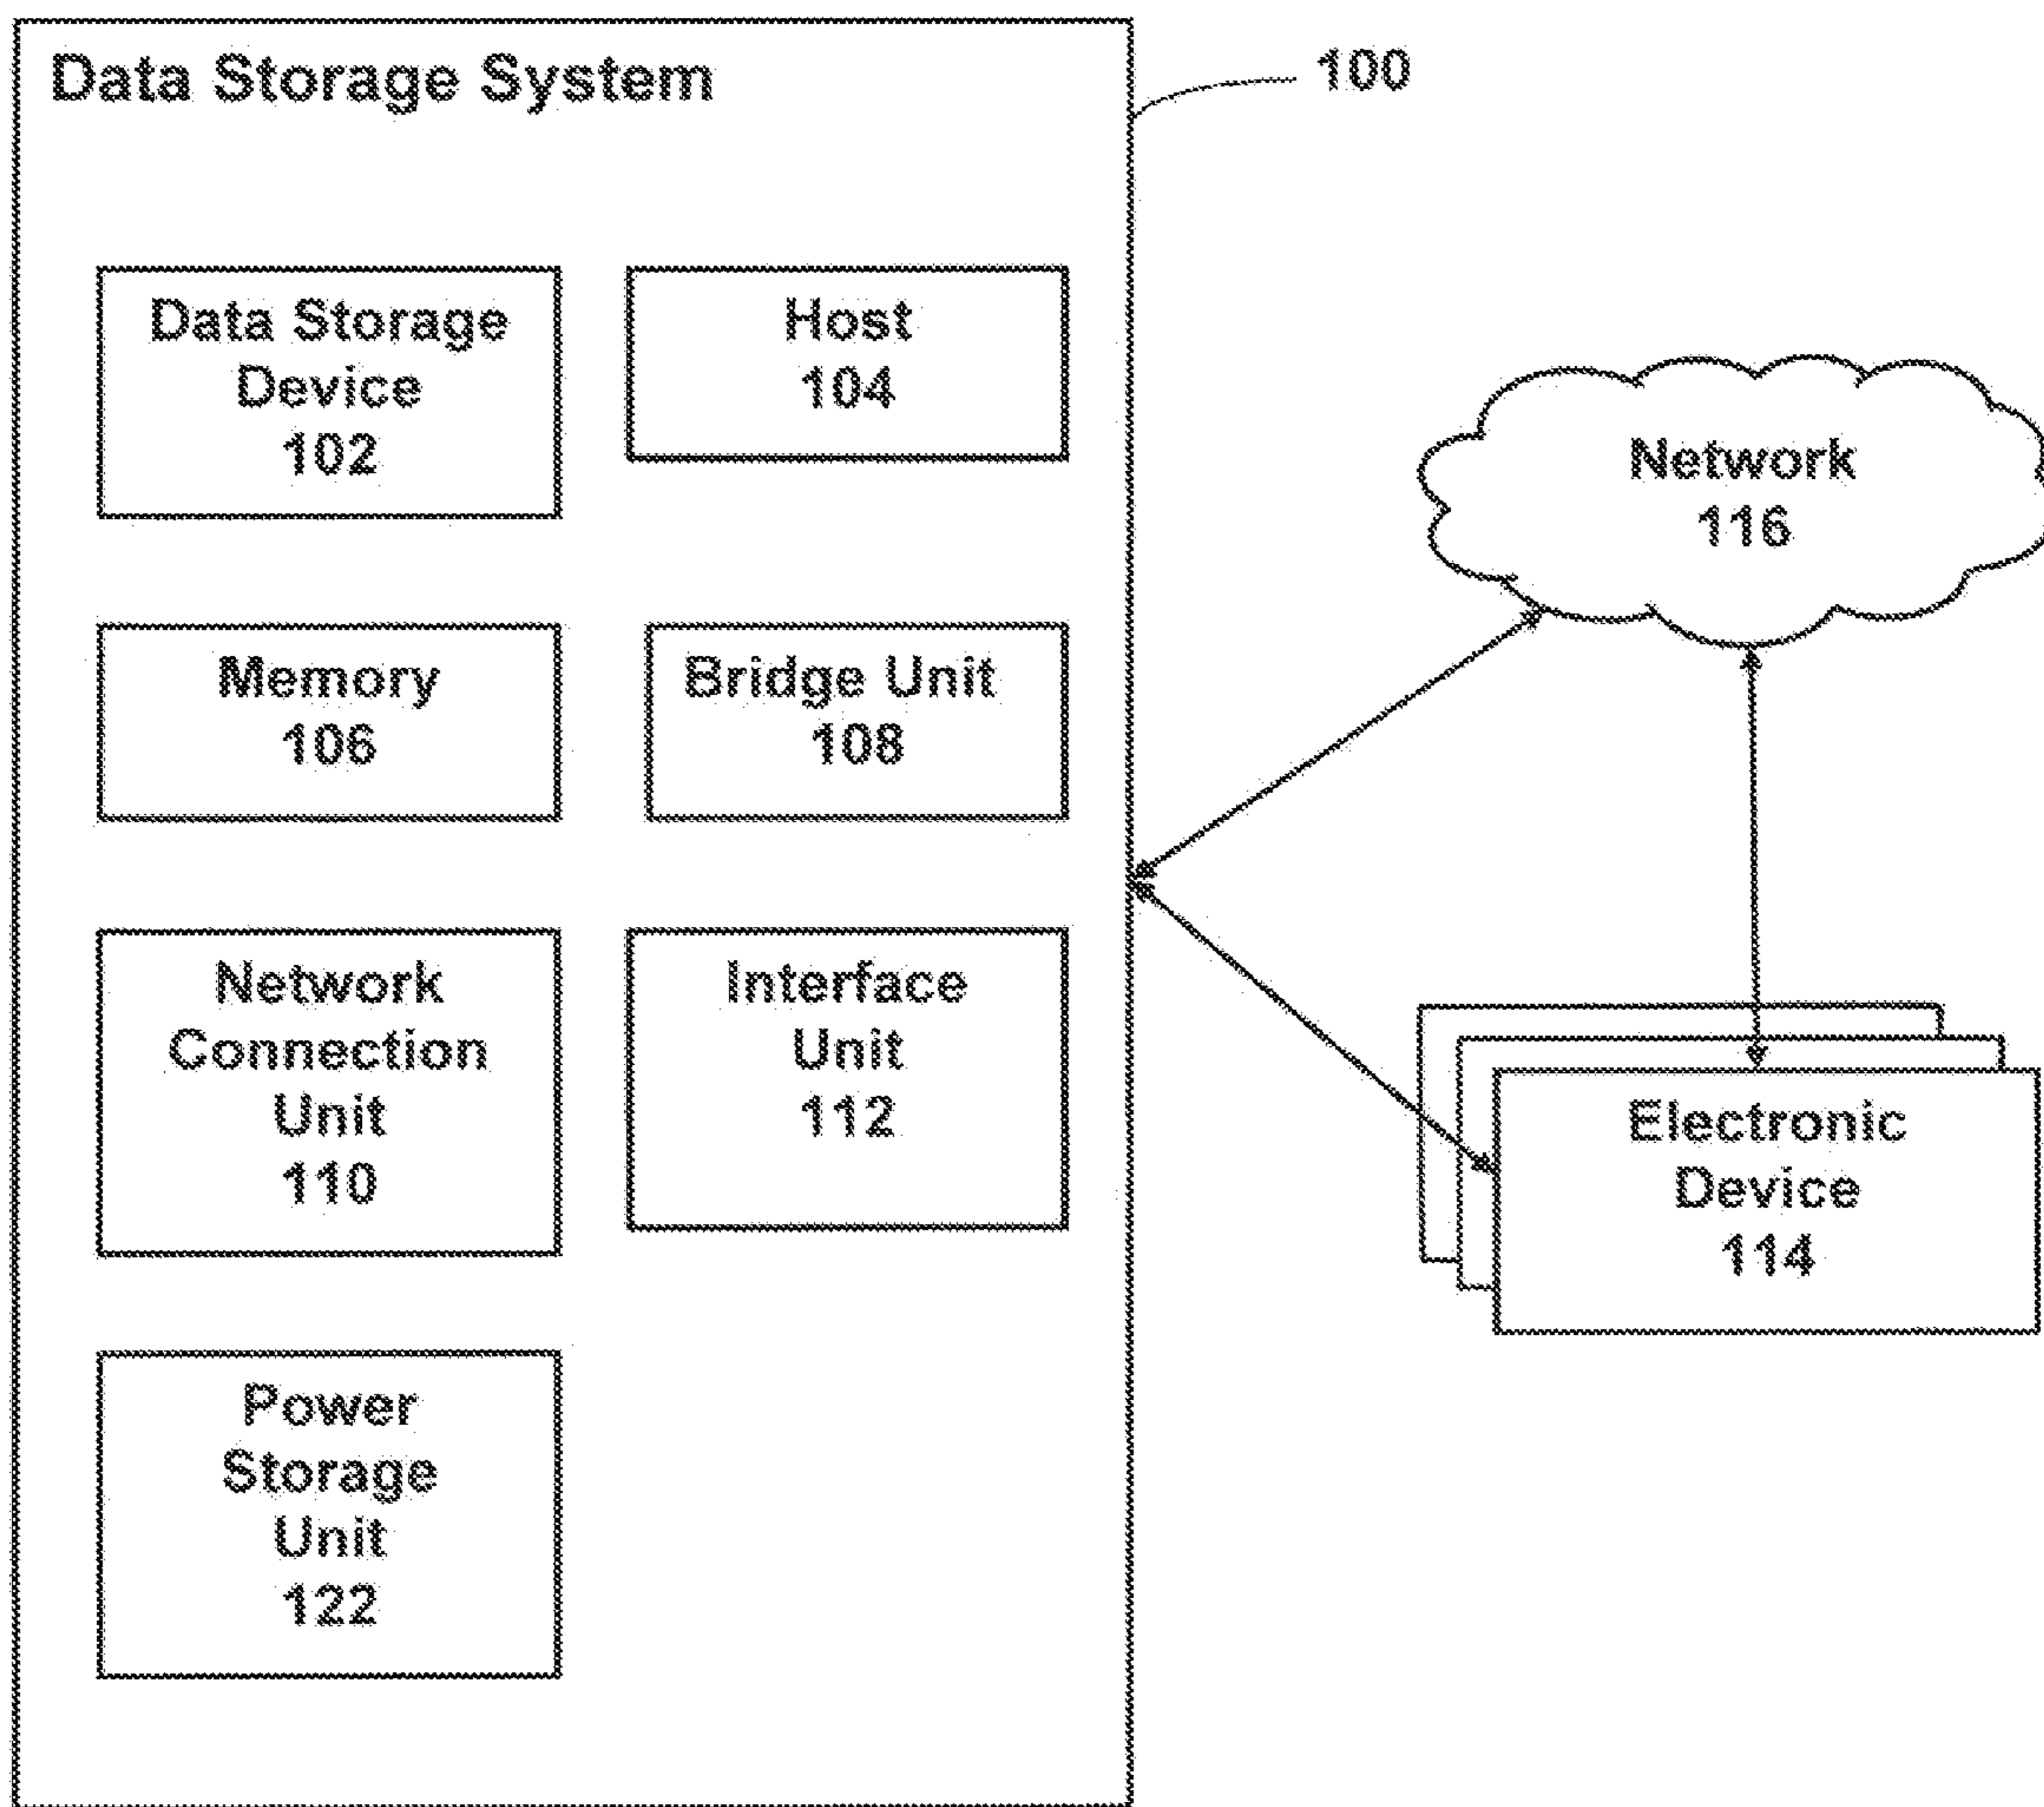 Data Storage System
100
Data Storage
Device
102
Host
104
Memory
106
Bridge Unit
108
Network
Connection
Unit
110
Interface
Unit
112
Power
Storage
Unit
122
Network
116
Electronic
Device
114